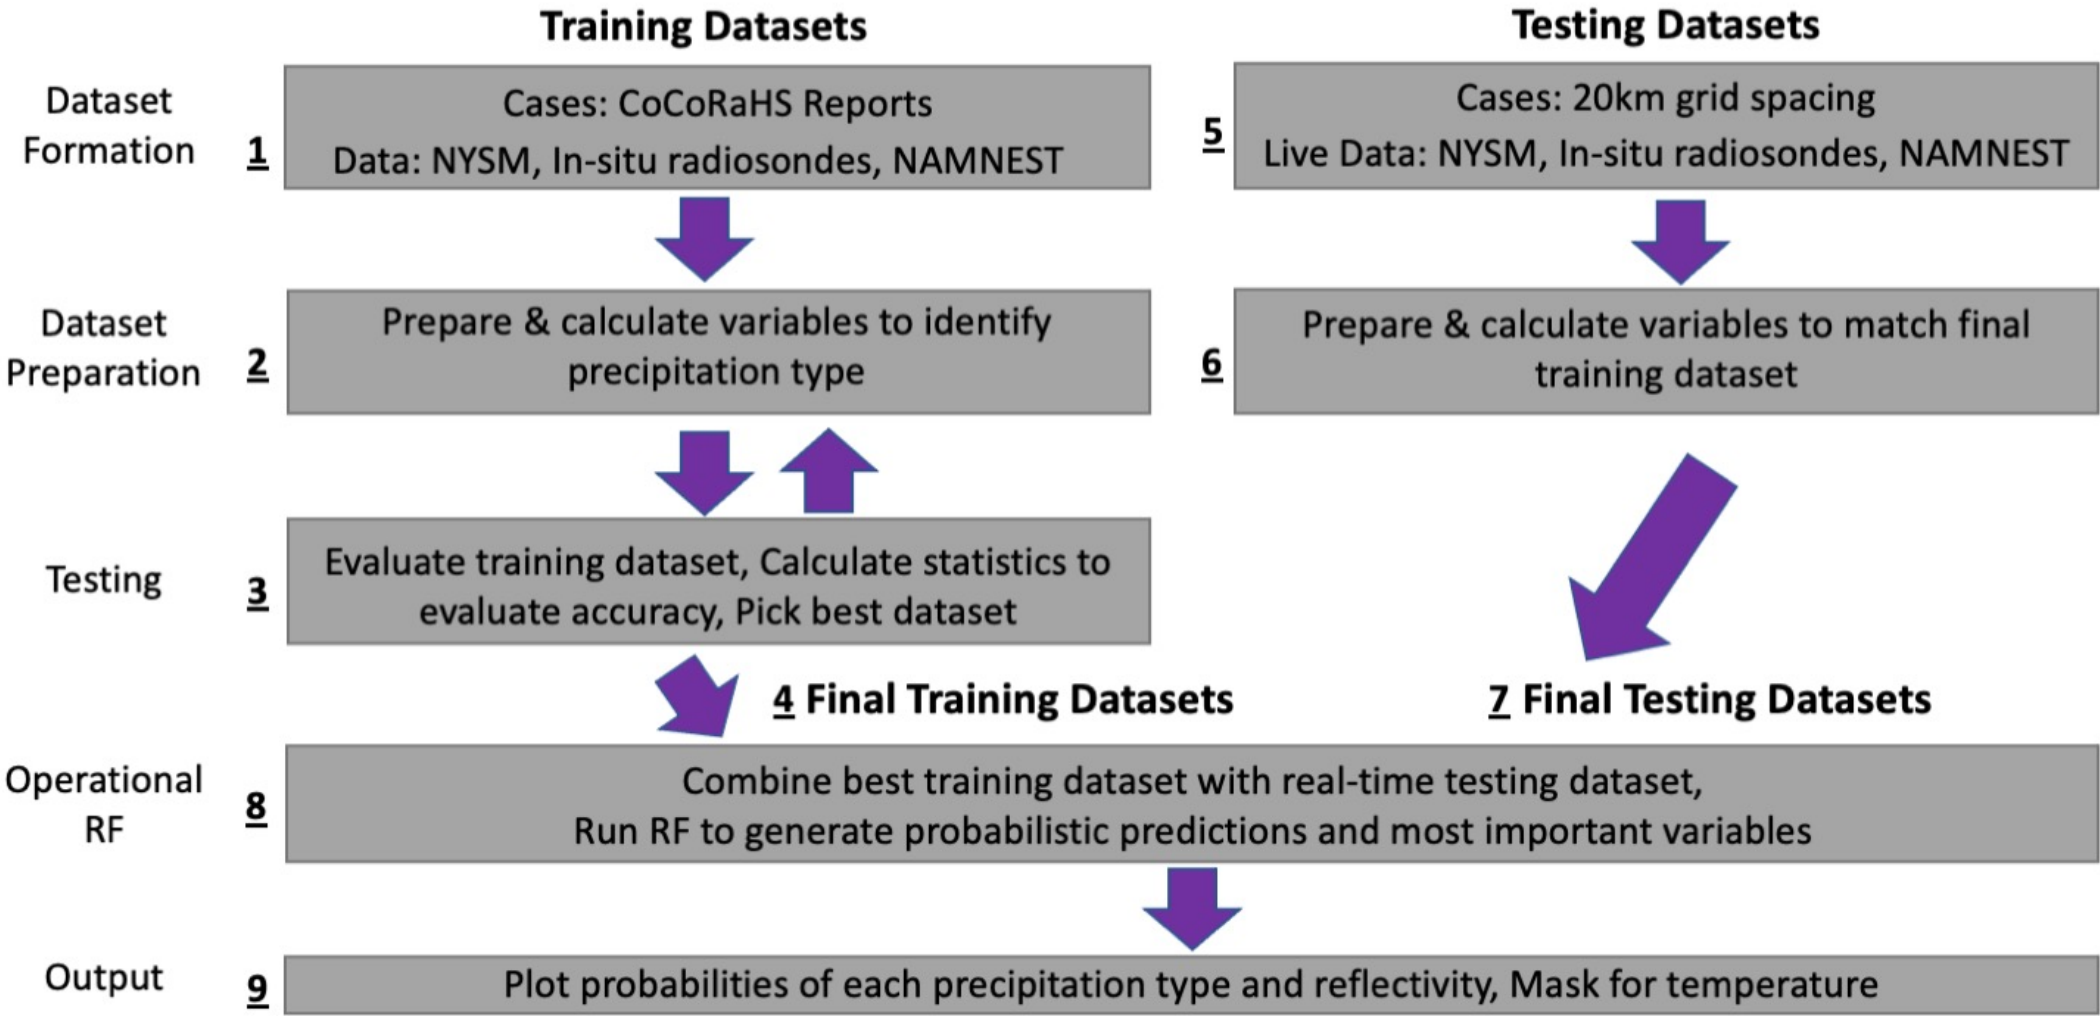 Training Datasets
Testing Datasets
Dataset
Formation
1
Cases: CoCoRaHS Reports
Data: NYSM, In-situ radiosondes, NAMNEST
5
Cases: 20km grid spacing
Live Data: NYSM, In-situ radiosondes, NAMNEST
Dataset
Preparation
2
Prepare & calculate variables to identify
precipitation type
6
Prepare & calculate variables to match final
training dataset
Testing
3
Evaluate training dataset, Calculate statistics to
evaluate accuracy, Pick best dataset
4 Final Training Datasets
7 Final Testing Datasets
Operational
RF
8
Combine best training dataset with real-time testing dataset,
Run RF to generate probabilistic predictions and most important variables
Output
9
Plot probabilities of each precipitation type and reflectivity, Mask for temperature